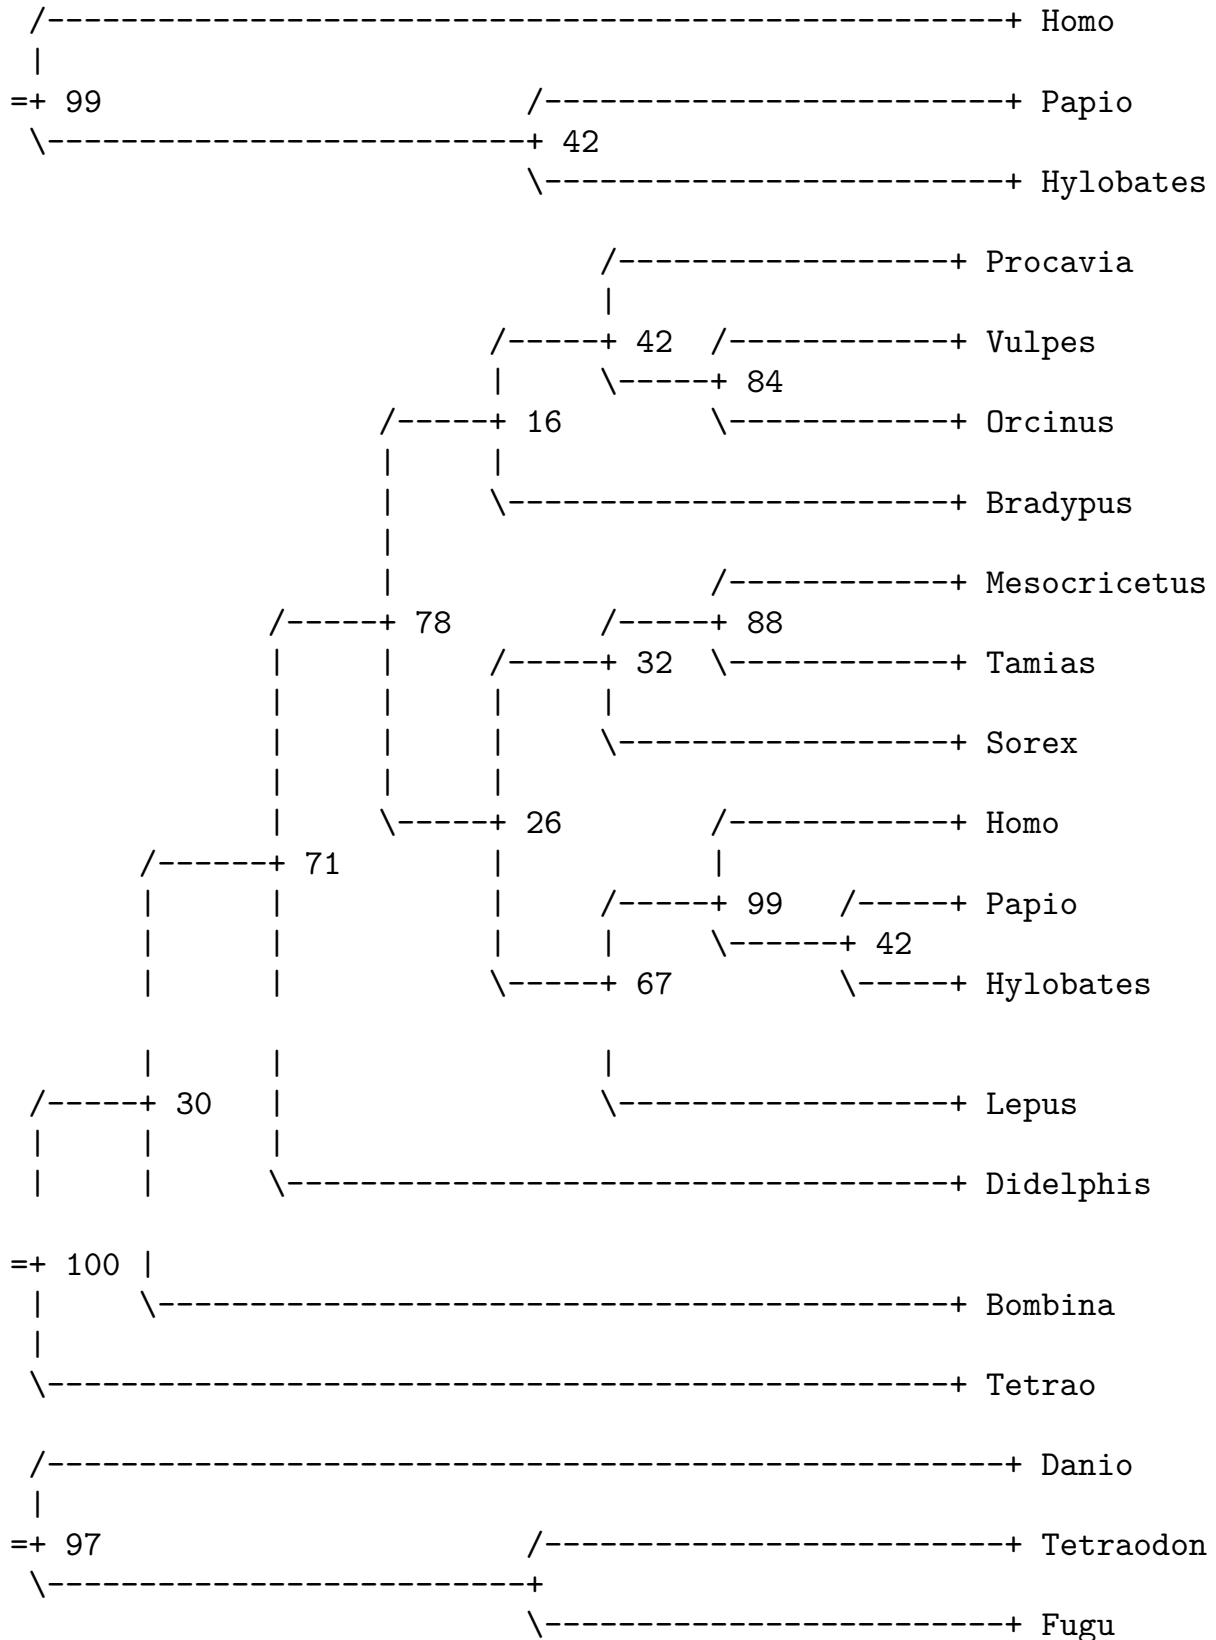 /----------------------------------------------------+ Homo
|
=+ 99 /-------------------------+ Papio
\--------------------------+ 42
\-------------------------+ Hylobates
/------------------+ Procavia
|
/-----+ 42 /------------+ Vulpes
| \-----+ 84
/-----+ 16 \------------+ Orcinus
| |
| \-------------------------+ Bradypus
|
| /------------+ Mesocricetus
/-----+ 78 /-----+ 88
| | /-----+ 32 \------------+ Tamias
| | | |
| | | \------------------+ Sorex
| | |
| \-----+ 26 /------------+ Homo
/------+ 71 | |
| | | /-----+ 99 /-----+ Papio
| | | | \------+ 42
| | \-----+ 67 \-----+ Hylobates
| | |
/-----+ 30 | \------------------+ Lepus
| | |
| | \------------------------------------+ Didelphis
=+ 100 |
| \-------------------------------------------+ Bombina
|
\-------------------------------------------------+ Tetrao
/----------------------------------------------------+ Danio
|
=+ 97 /-------------------------+ Tetraodon
\--------------------------+
\-------------------------+ Fugu